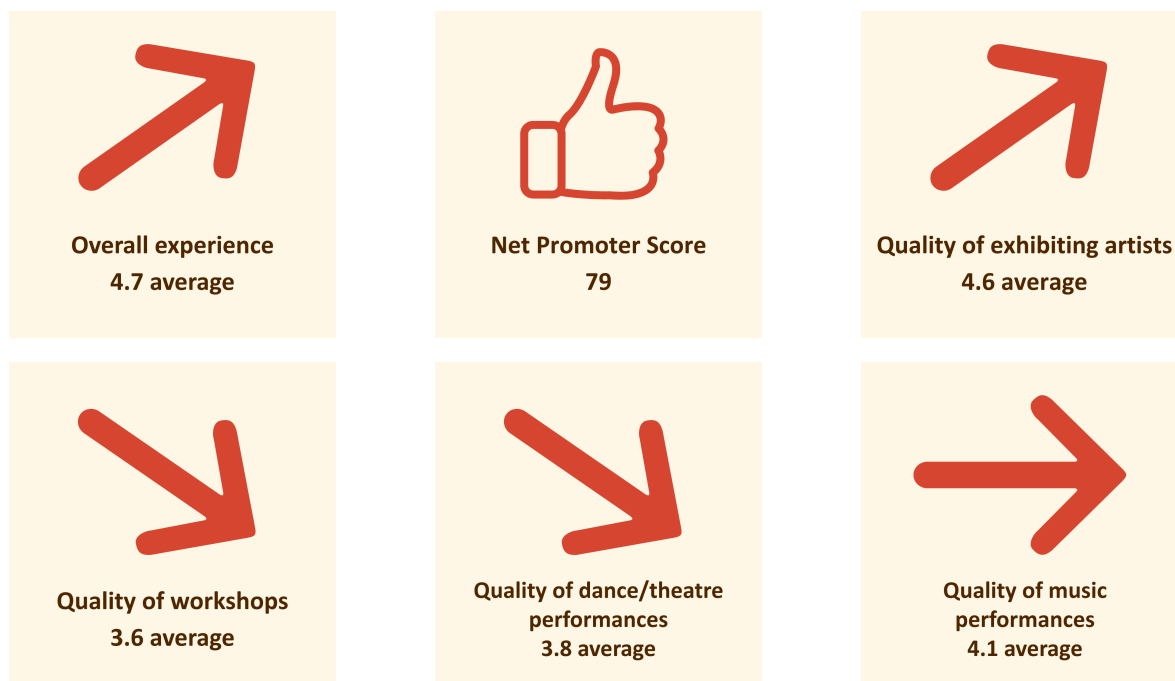 Overall experience
4.7 average
Net Promoter Score
79
Quality of exhibiting artists
4.6 average
Quality of workshops
3.6 average
Quality of dance/theatre
performances
3.8 average
Quality of music
performances
4.1 average